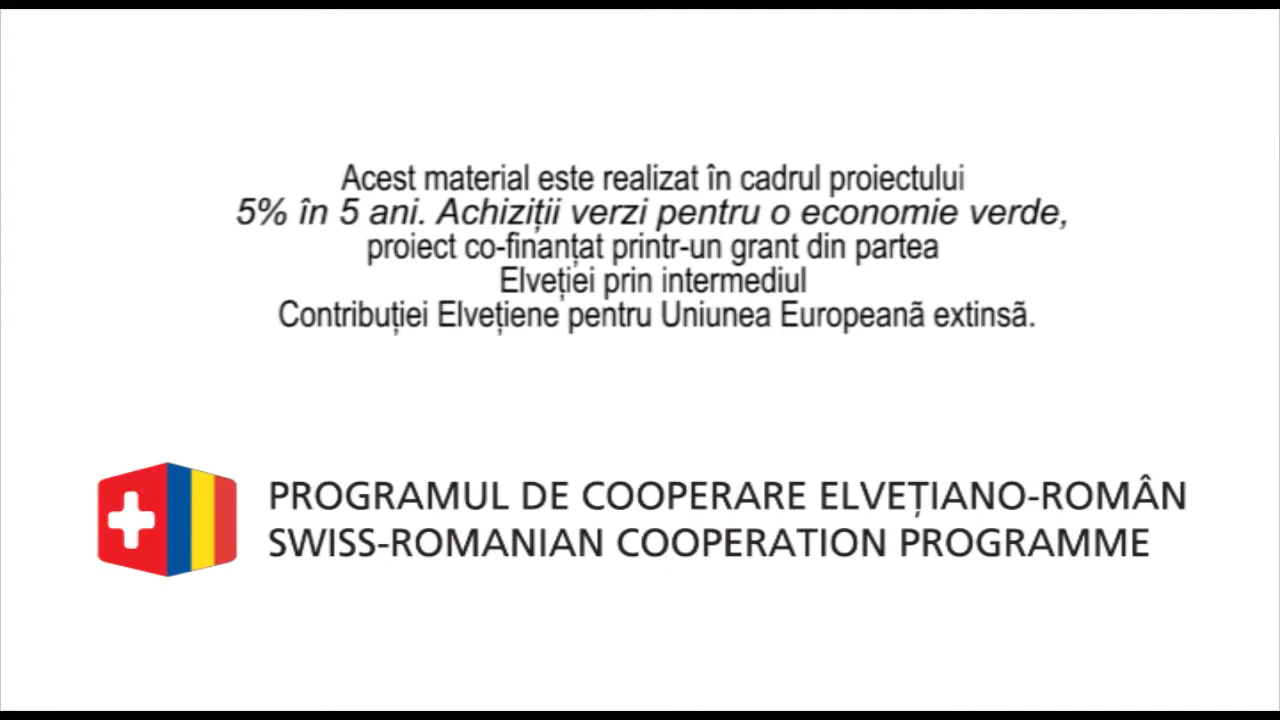 Acest material este realizat în cadrul proiectului
5% în 5 ani. Achiziții verzi pentru o economie verde,
proiect co-finanțat printr-un grant din partea
Elveției prin intermediul
Contribuției Elvețiene pentru Uniunea Europeanã extinsã.
PROGRAMUL DE COOPERARE ELVEȚIANO-ROMÂN
SWISS-ROMANIAN COOPERATION PROGRAMME